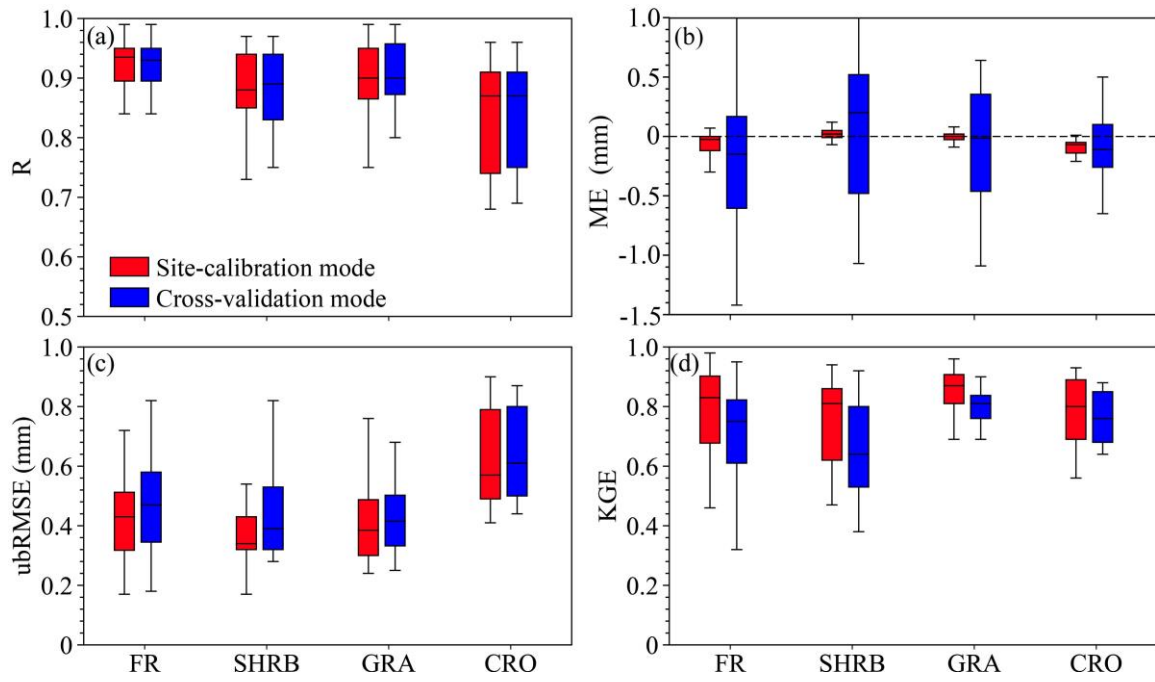 (a)
R
1.0
0.9
0.8
0.7
0.6
0.5
Site-calibration mode
Cross-validation mode
(b)
ME (mm)
1.0
0.5
0
-0.5
-1.0
-1.5
(c)
ubRMSE (mm)
1.0
0.8
0.6
0.4
0.2
0
FR SHRB GRA CRO
(d)
KGE
1.0
0.8
0.6
0.4
0.2
0
FR SHRB GRA CRO